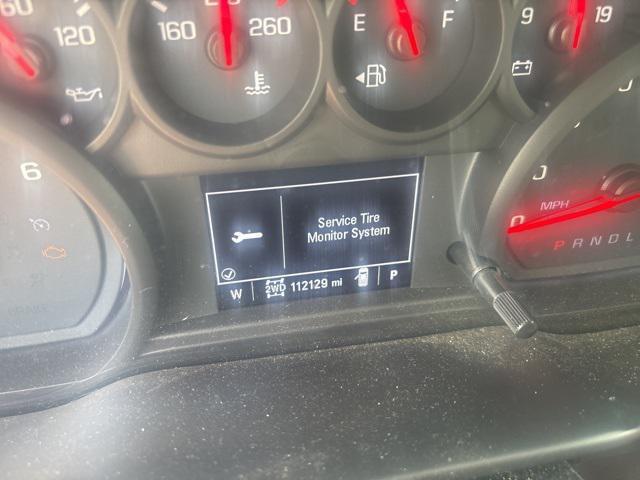 120
160
260
E
F
9
19
6
Service Tire
Monitor System
MPH
0
P R N D L
W
2WD
112129 mi
P